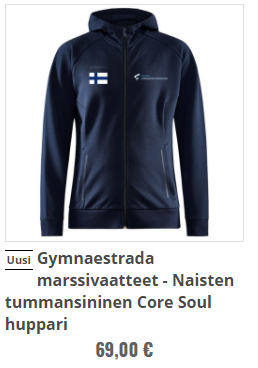 Uusi
Gymnaestrada
marssivaatteet - Naisten
tummansininen Core Soul
huppari
69,00 €